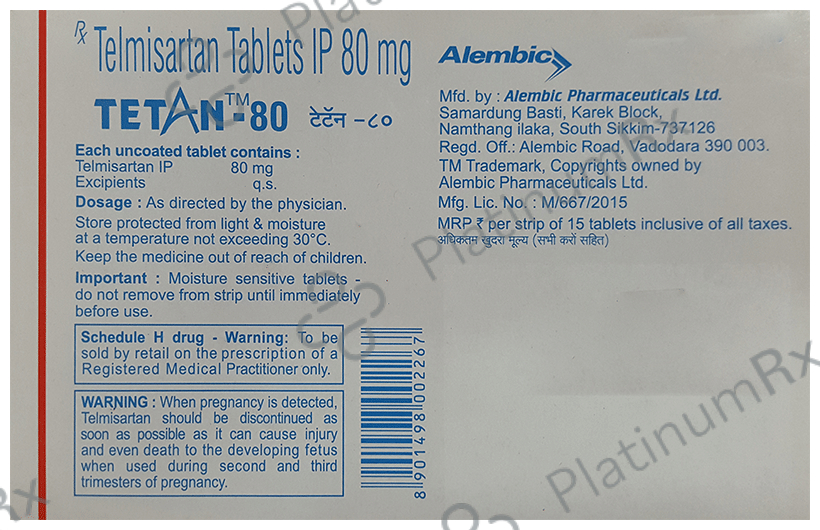 Rx Telmisartan Tablets IP 80 mg
TETAN™-80 टेटॅन -८०
Each uncoated tablet contains :
Telmisartan IP 80 mg
Excipients q.s.
Dosage : As directed by the physician.
Store protected from light & moisture
at a temperature not exceeding 30°C.
Keep the medicine out of reach of children.
Important : Moisture sensitive tablets -
do not remove from strip until immediately
before use.
Schedule H drug - Warning: To be
sold by retail on the prescription of a
Registered Medical Practitioner only.
WARNING : When pregnancy is detected,
Telmisartan should be discontinued as
soon as possible as it can cause injury
and even death to the developing fetus
when used during second and third
trimesters of pregnancy.
8 901498 002267
Alembic
Mfd. by : Alembic Pharmaceuticals Ltd.
Samardung Basti, Karek Block,
Namthang ilaka, South Sikkim-737126
Regd. Off.: Alembic Road, Vadodara 390 003.
TM Trademark, Copyrights owned by
Alembic Pharmaceuticals Ltd.
Mfg. Lic. No. : M/667/2015
MRP ₹ per strip of 15 tablets inclusive of all taxes.
अधिकतम खुदरा मूल्य (सभी करों सहित)
PlatinumRx
PlatinumRx
PlatinumRx
Rx